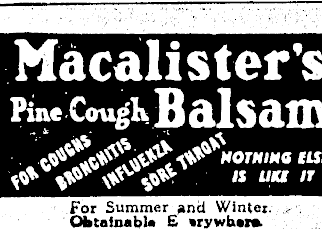 Macalister's
Pine Cough Balsam
FOR COUGHS
BRONCHITIS
INFLUENZA
SORE THROAT
NOTHING ELS
IS LIKE IT
For Summer and Winter.
Obtainable E erywhere.